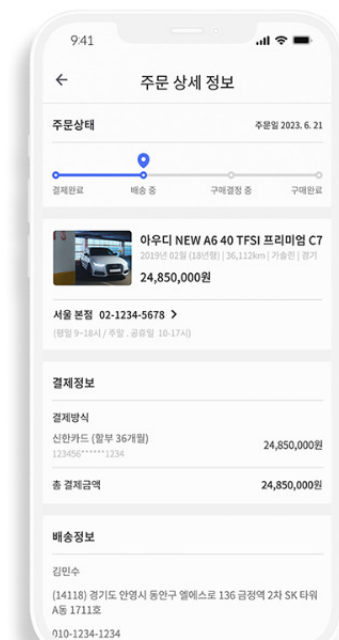 9:41
주문 상세 정보
주문상태
주문일 2023. 6. 21
결제완료 배송 중 구매결정 중 구매완료
아우디 NEW A6 40 TFSI 프리미엄 C7
2019년 02월 (18년형) | 36,112km | 가솔린 | 경기
24,850,000원
서울 본점 02-1234-5678
(평일 9-18시 / 주말 . 공휴일 10-17시)
결제정보
결제방식
신한카드 (할부 36개월) 24,850,000원
123456******1234
총 결제금액 24,850,000원
배송정보
김민수
(14118) 경기도 안영시 동안구 엘에스로 136 금정역 2차 SK 타워
A동 1711호
010-1234-1234